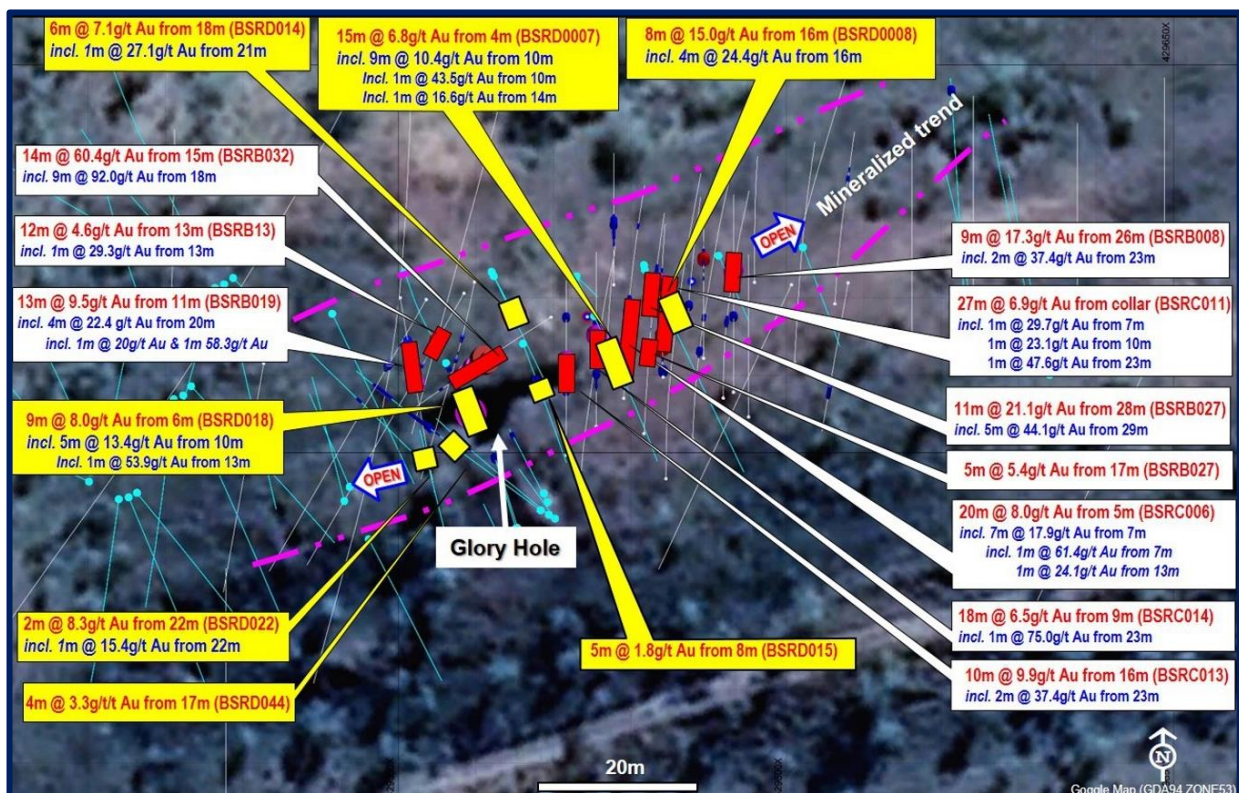 6m @ 7.1g/t Au from 18m (BSRD014)
incl. 1m @ 27.1g/t Au from 21m
15m @ 6.8g/t Au from 4m (BSRD0007)
incl. 9m @ 10.4g/t Au from 10m
Incl. 1m @ 43.5g/t Au from 10m
Incl. 1m @ 16.6g/t Au from 14m
8m @ 15.0g/t Au from 16m (BSRD0008)
incl. 4m @ 24.4g/t Au from 16m
429650X
Mineralized trend
OPEN
14m @ 60.4g/t Au from 15m (BSRB032)
incl. 9m @ 92.0g/t Au from 18m
12m @ 4.6g/t Au from 13m (BSRB13)
incl. 1m @ 29.3g/t Au from 13m
13m @ 9.5g/t Au from 11m (BSRB019)
incl. 4m @ 22.4 g/t Au from 20m
incl. 1m @ 20g/t Au & 1m 58.3g/t Au
9m @ 8.0g/t Au from 6m (BSRD018)
incl. 5m @ 13.4g/t Au from 10m
Incl. 1m @ 53.9g/t Au from 13m
OPEN
Glory Hole
2m @ 8.3g/t Au from 22m (BSRD022)
incl. 1m @ 15.4g/t Au from 22m
4m @ 3.3g/t/t Au from 17m (BSRD044)
5m @ 1.8g/t Au from 8m (BSRD015)
9m @ 17.3g/t Au from 26m (BSRB008)
incl. 2m @ 37.4g/t Au from 23m
27m @ 6.9g/t Au from collar (BSRC011)
incl. 1m @ 29.7g/t Au from 7m
1m @ 23.1g/t Au from 10m
1m @ 47.6g/t Au from 23m
11m @ 21.1g/t Au from 28m (BSRB027)
incl. 5m @ 44.1g/t Au from 29m
5m @ 5.4g/t Au from 17m (BSRB027)
20m @ 8.0g/t Au from 5m (BSRC006)
incl. 7m @ 17.9g/t Au from 7m
incl. 1m @ 61.4g/t Au from 7m
1m @ 24.1g/t Au from 13m
18m @ 6.5g/t Au from 9m (BSRC014)
incl. 1m @ 75.0g/t Au from 23m
10m @ 9.9g/t Au from 16m (BSRC013)
incl. 2m @ 37.4g/t Au from 23m
20m
N
Google Map (GDA94 ZONE53)